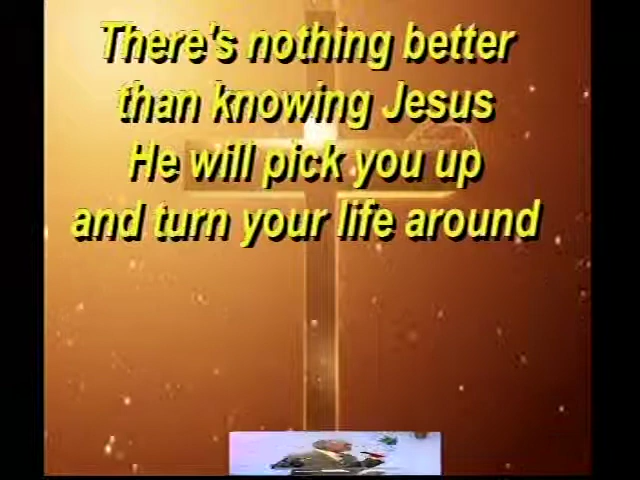 There's nothing better
than knowing Jesus
He will pick you up
and turn your life around